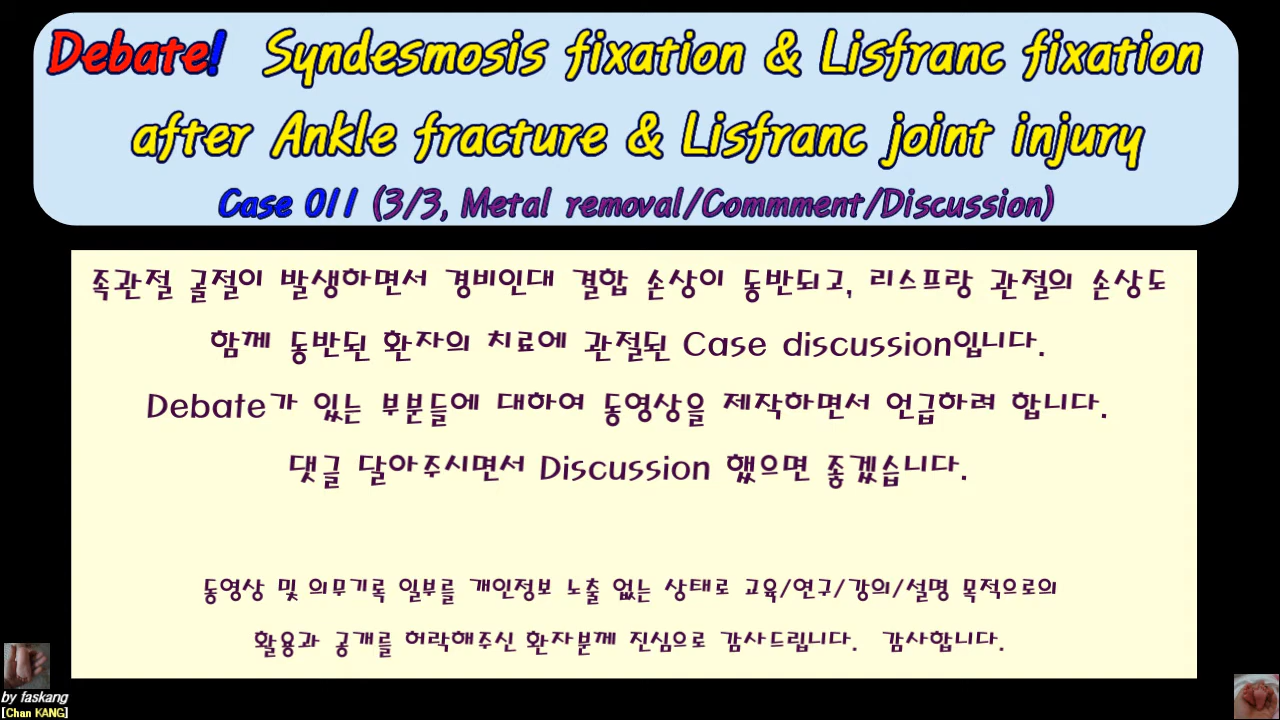 Debate! Syndesmosis fixation & Lisfranc fixation
after Ankle fracture & Lisfranc joint injury
Case 011 (3/3, Metal removal/Commment/Discussion)
족관절 골절이 발생하면서 경비인대 결합 손상이 동반되고, 리스프랑 관절의 손상도
함께 동반된 환자의 치료에 관절된 Case discussion입니다.
Debate가 있는 부분들에 대하여 동영상을 제작하면서 언급하려 합니다.
댓글 달아주시면서 Discussion 했으면 좋겠습니다.
동영상 및 의무기록 일부를 개인정보 노출 없는 상태로 교육/연구/강의/설명 목적으로의
활용과 공개를 허락해주신 환자분께 진심으로 감사드립니다. 감사합니다.
by faskang
[Chan KANG]